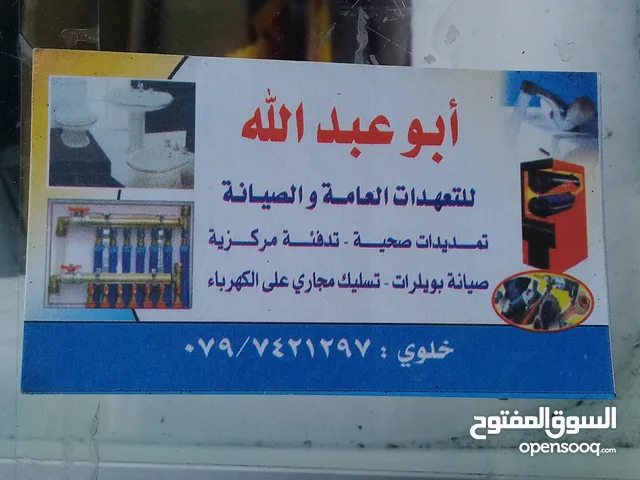 أبو عبد الله
للتعهدات العامة و الصيانة
تمديدات صحية - تدفئة مركزية
صيانة بويلرات - تسليك مجاري على الكهرباء
خلوي : ٠٧٩/٧٤٢١٢٩٧
السوق المفتوح
opensooq.com